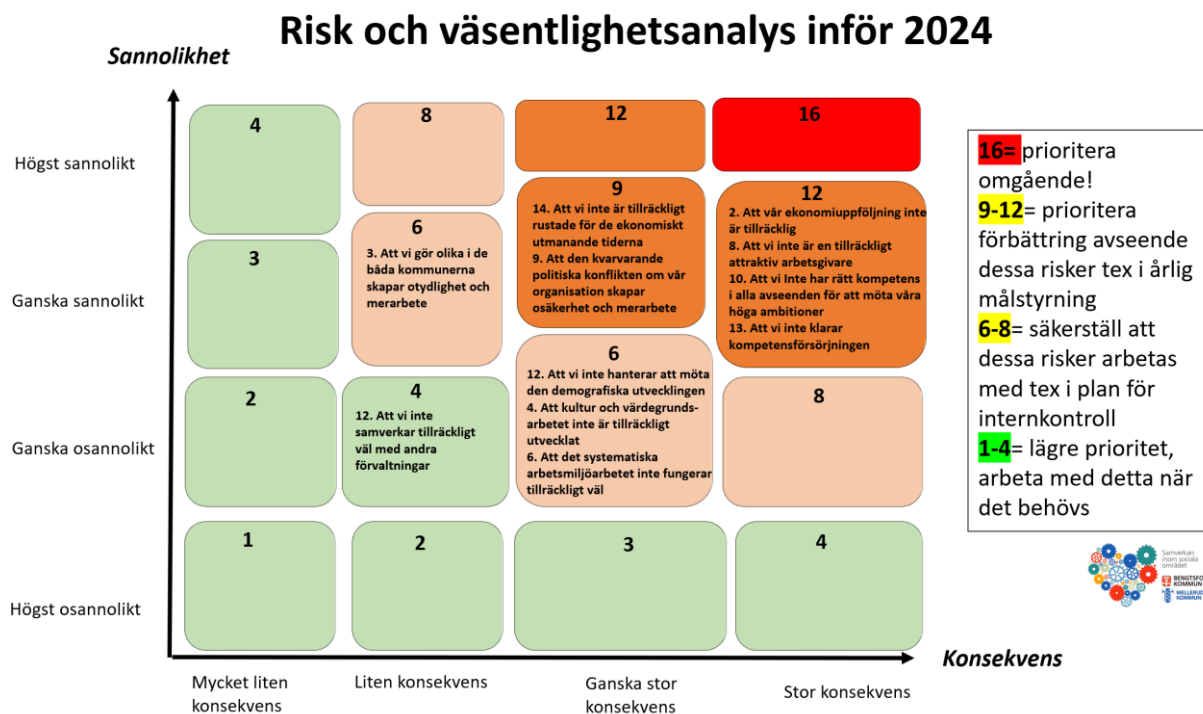 Risk och väsentlighetsanalys inför 2024
Sannolikhet
Högst sannolikt
4
8
12
16
Ganska sannolikt
3
6
3. Att vi gör olika i de
båda kommunerna
skapar otydlighet och
merarbete
9
14. Att vi inte är tillräckligt
rustade för de ekonomiskt
utmanande tiderna
9. Att den kvarvarande
politiska konflikten om vår
organisation skapar
osäkerhet och merarbete
12
2. Att vår ekonomiuppföljning inte
är tillräcklig
8. Att vi inte är en tillräckligt
attraktiv arbetsgivare
10. Att vi Inte har rätt kompetens
i alla avseenden för att möta våra
höga ambitioner
13. Att vi inte klarar
kompetensförsörjningen
Ganska osannolikt
2
4
12. Att vi inte
samverkar tillräckligt
väl med andra
förvaltningar
6
12. Att vi inte hanterar att möta
den demografiska utvecklingen
4. Att kultur och värdegrunds-
arbetet inte är tillräckligt
utvecklat
6. Att det systematiska
arbetsmiljöarbetet inte fungerar
tillräckligt väl
8
Högst osannolikt
1
2
3
4
Konsekvens
Mycket liten
konsekvens
Liten konsekvens
Ganska stor
konsekvens
Stor konsekvens
16= prioritera
omgående!
9-12= prioritera
förbättring avseende
dessa risker tex i årlig
målstyrning
6-8= säkerställ att
dessa risker arbetas
med tex i plan för
internkontroll
1-4= lägre prioritet,
arbeta med detta när
det behövs
Samverkan
inom sociala
området
BENGTSFO
KOMMUN
MELLERUD
KOMMUN